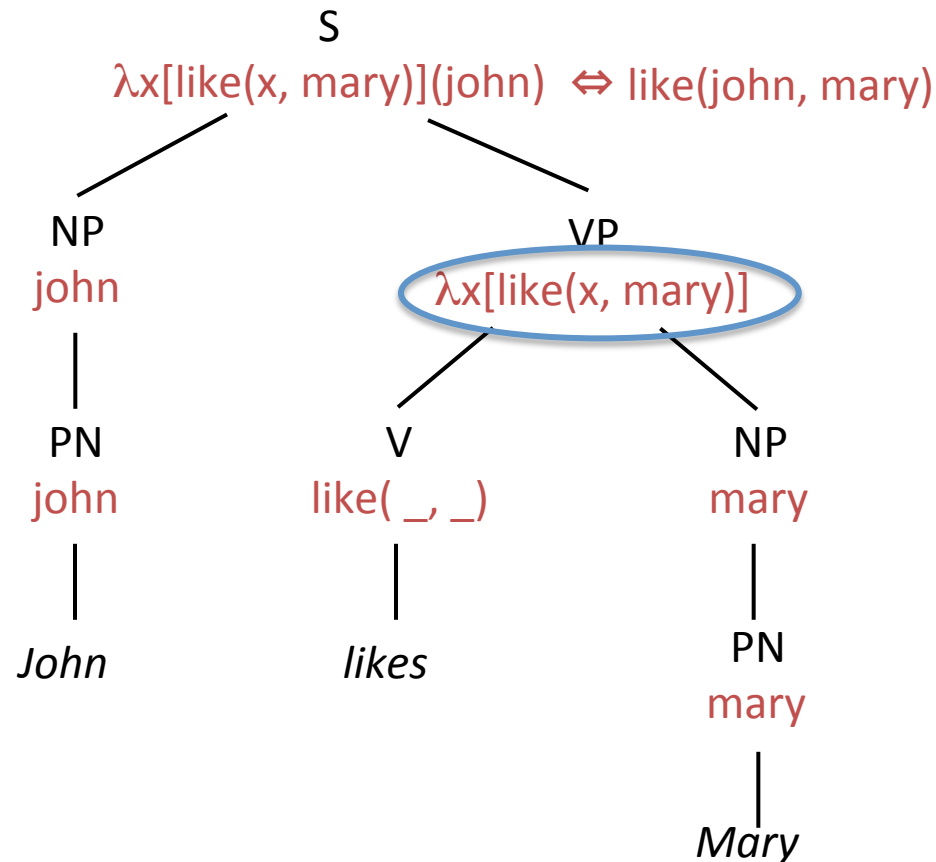 S
λx[like(x, mary)](john) ⇔ like(john, mary)
NP VP
john λx[like(x, mary)]
PN V NP
john like( _, _) mary
John likes PN
mary
Mary